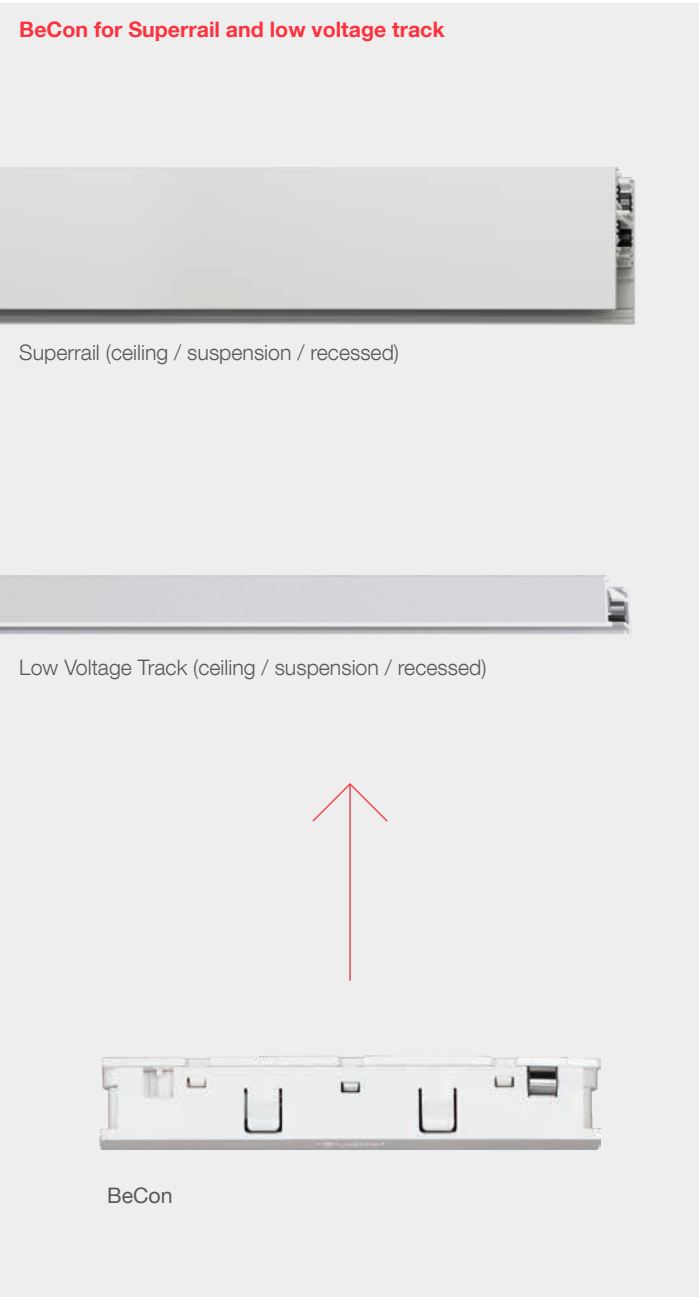 BeCon for Superrail and low voltage track
Superrail (ceiling / suspension / recessed)
Low Voltage Track (ceiling / suspension / recessed)
BeCon